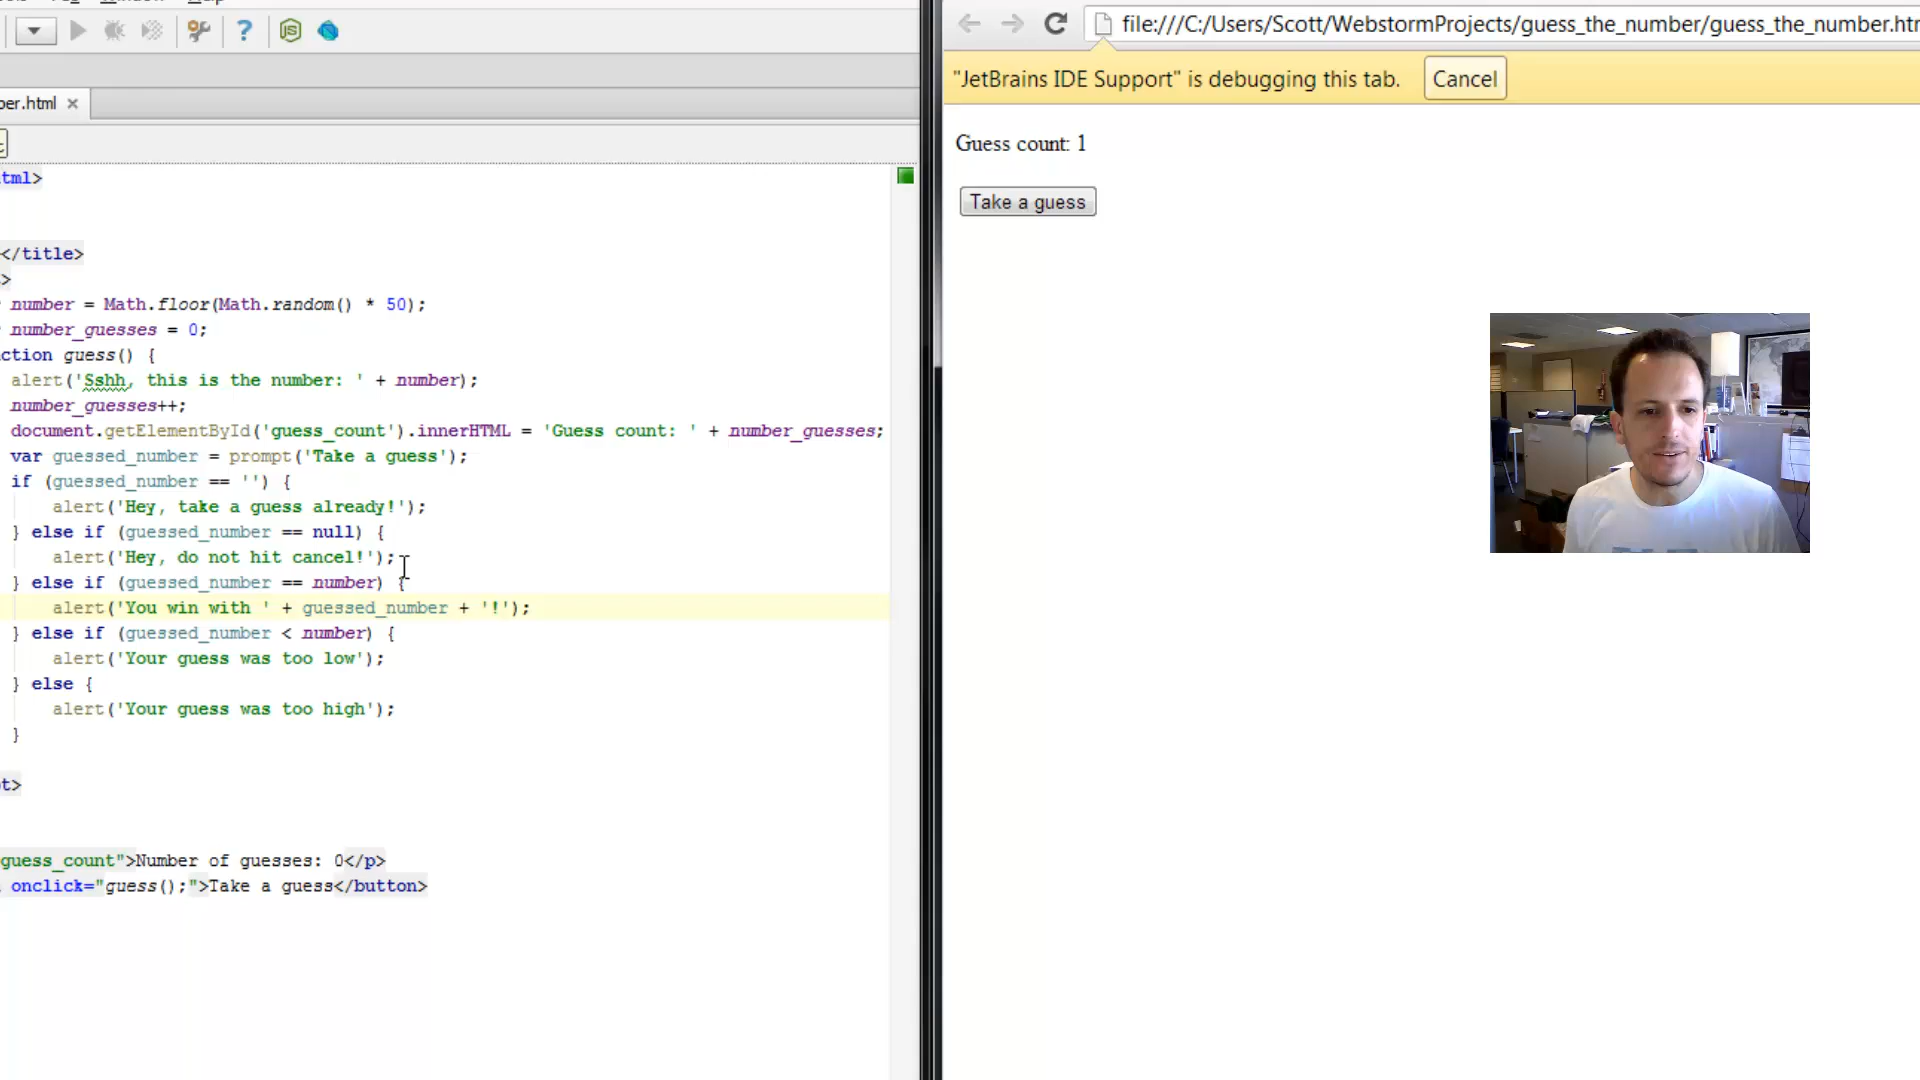 ber.html
tml>
</title>
>
number = Math.floor(Math.random() * 50);
number_guesses = 0;
ction guess() {
alert('Sshh, this is the number: ' + number);
number_guesses++;
document.getElementById('guess_count').innerHTML = 'Guess count: ' + number_guesses;
var guessed_number = prompt('Take a guess');
if (guessed_number == '') {
alert('Hey, take a guess already!');
} else if (guessed_number == null) {
alert('Hey, do not hit cancel!');
} else if (guessed_number == number) {
alert('You win with ' + guessed_number + '!');
} else if (guessed_number < number) {
alert('Your guess was too low');
} else {
alert('Your guess was too high');
}
t>
guess_count">Number of guesses: 0</p>
onclick="guess();">Take a guess</button>
file:///C:/Users/Scott/WebstormProjects/guess_the_number/guess_the_number.htm
"JetBrains IDE Support" is debugging this tab. Cancel
Guess count: 1
Take a guess